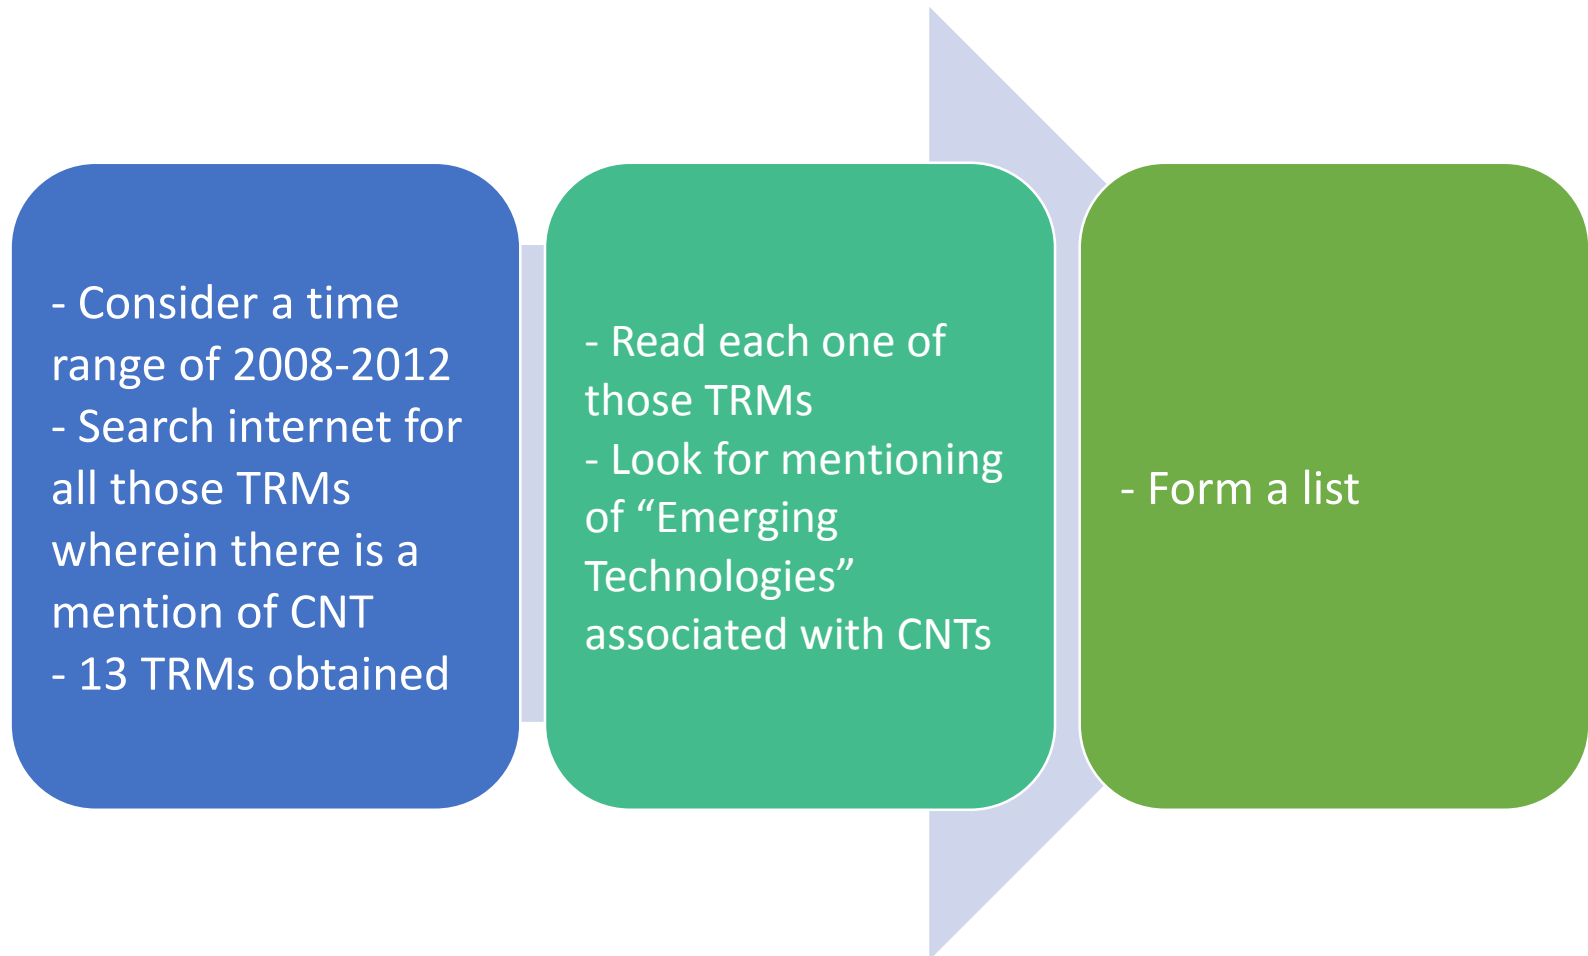 - Consider a time
range of 2008-2012
- Search internet for
all those TRMs
wherein there is a
mention of CNT
- 13 TRMs obtained
- Read each one of
those TRMs
- Look for mentioning
of “Emerging
Technologies”
associated with CNTs
- Form a list